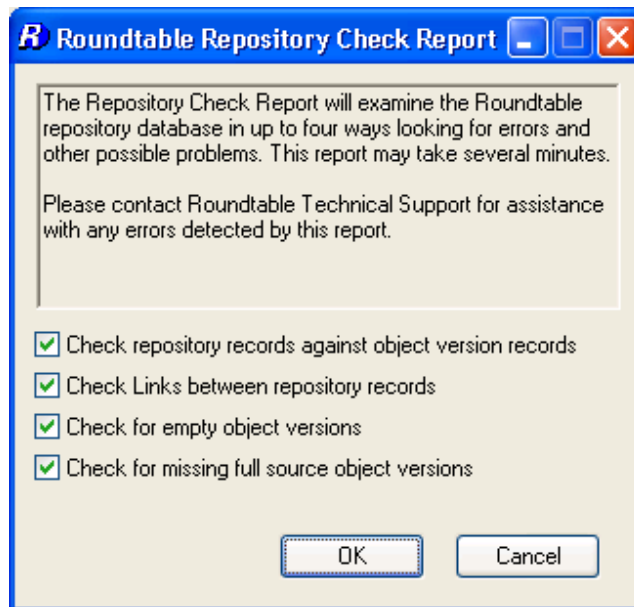 R Roundtable Repository Check Report
The Repository Check Report will examine the Roundtable
repository database in up to four ways looking for errors and
other possible problems. This report may take several minutes.
Please contact Roundtable Technical Support for assistance
with any errors detected by this report.
Check repository records against object version records
Check Links between repository records
Check for empty object versions
Check for missing full source object versions
OK Cancel